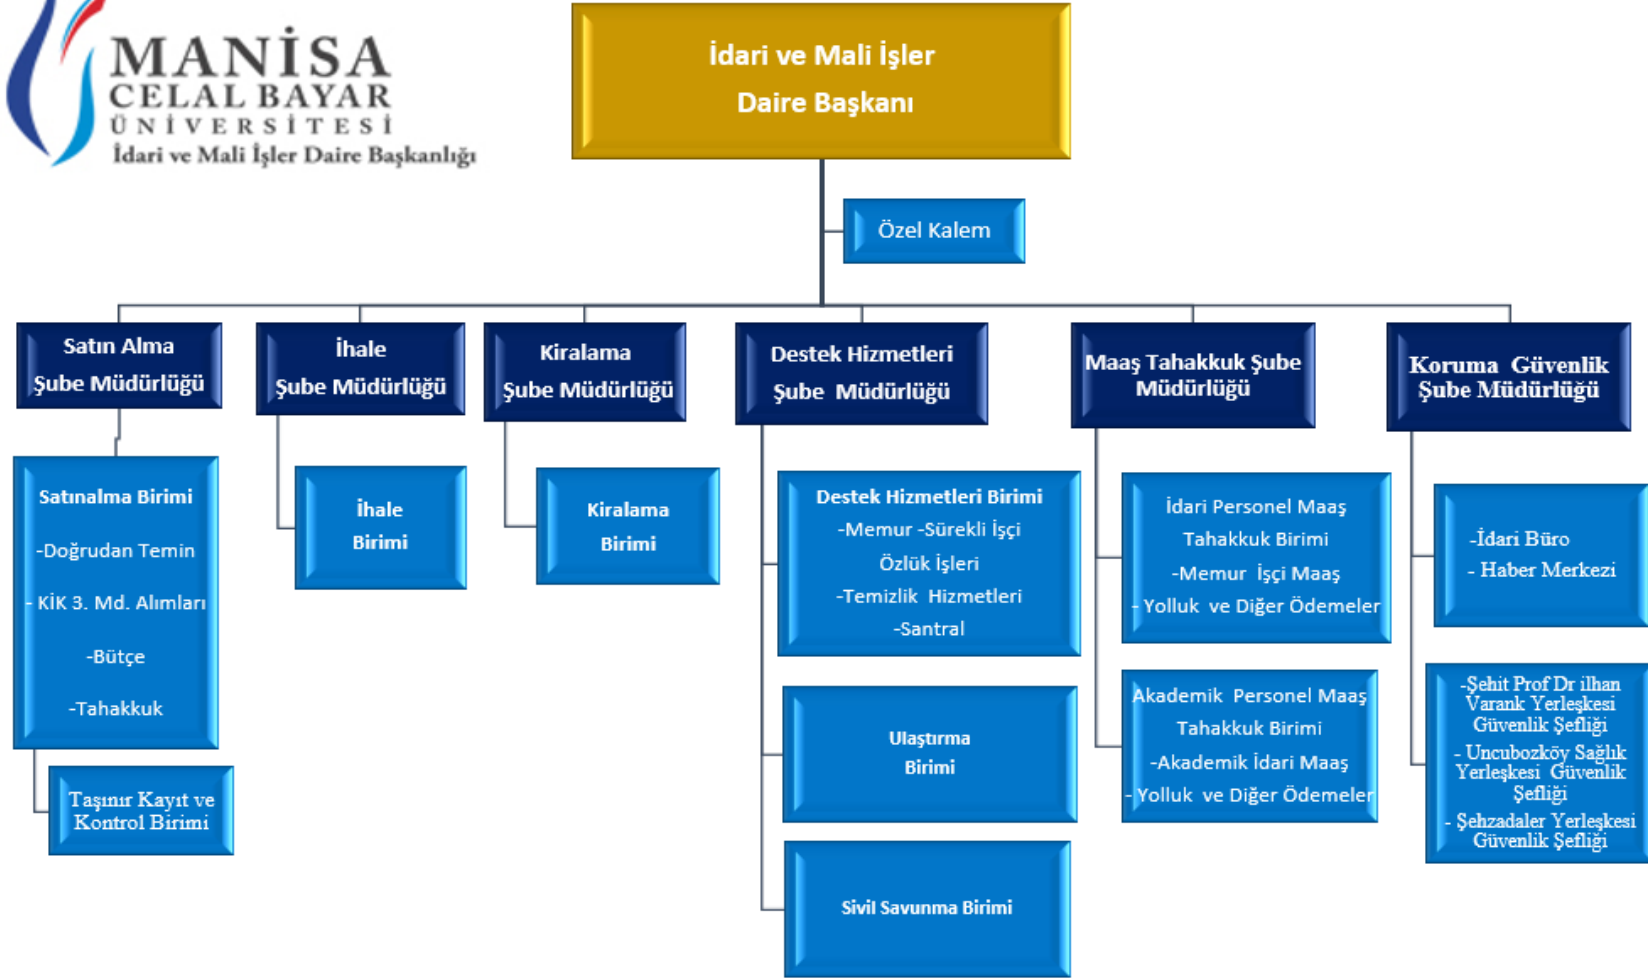 MANİSA
CELAL BAYAR
ÜNİVERSİTESİ
İdari ve Mali İşler Daire Başkanlığı
İdari ve Mali İşler
Daire Başkanı
Özel Kalem
Satın Alma
Şube Müdürlüğü
İhale
Şube Müdürlüğü
Kiralama
Şube Müdürlüğü
Destek Hizmetleri
Şube Müdürlüğü
Maaş Tahakkuk Şube
Müdürlüğü
Koruma Güvenlik
Şube Müdürlüğü
Satınalma Birimi
-Doğrudan Temin
- KİK 3. Md. Alımları
-Bütçe
-Tahakkuk
Taşınır Kayıt ve
Kontrol Birimi
İhale
Birimi
Kiralama
Birimi
Destek Hizmetleri Birimi
-Memur -Sürekli İşçi
Özlük İşleri
-Temizlik Hizmetleri
-Santral
Ulaştırma
Birimi
Sivil Savunma Birimi
İdari Personel Maaş
Tahakkuk Birimi
-Memur İşçi Maaş
- Yolluk ve Diğer Ödemeler
Akademik Personel Maaş
Tahakkuk Birimi
-Akademik İdari Maaş
- Yolluk ve Diğer Ödemeler
-İdari Büro
- Haber Merkezi
-Şehit Prof Dr ilhan
Varank Yerleşkesi
Güvenlik Şefliği
- Uncubozköy Sağlık
Yerleşkesi Güvenlik
Şefliği
- Şehzadaler Yerleşkesi
Güvenlik Şefliği